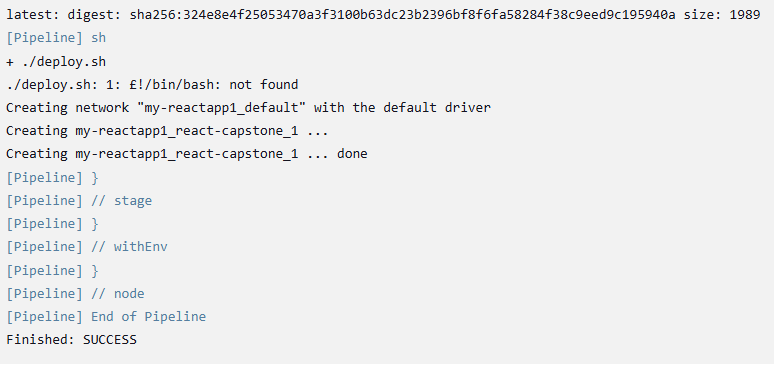 latest: digest: sha256:324e8e4f25053470a3f3100b63dc23b2396bf8f6fa58284f38c9eed9c195940a size: 1989
[Pipeline] sh
+ ./deploy.sh
./deploy.sh: 1: £!/bin/bash: not found
Creating network "my-reactapp1_default" with the default driver
Creating my-reactapp1_react-capstone_1 ...
Creating my-reactapp1_react-capstone_1 ... done
[Pipeline] }
[Pipeline] // stage
[Pipeline] }
[Pipeline] // withEnv
[Pipeline] }
[Pipeline] // node
[Pipeline] End of Pipeline
Finished: SUCCESS